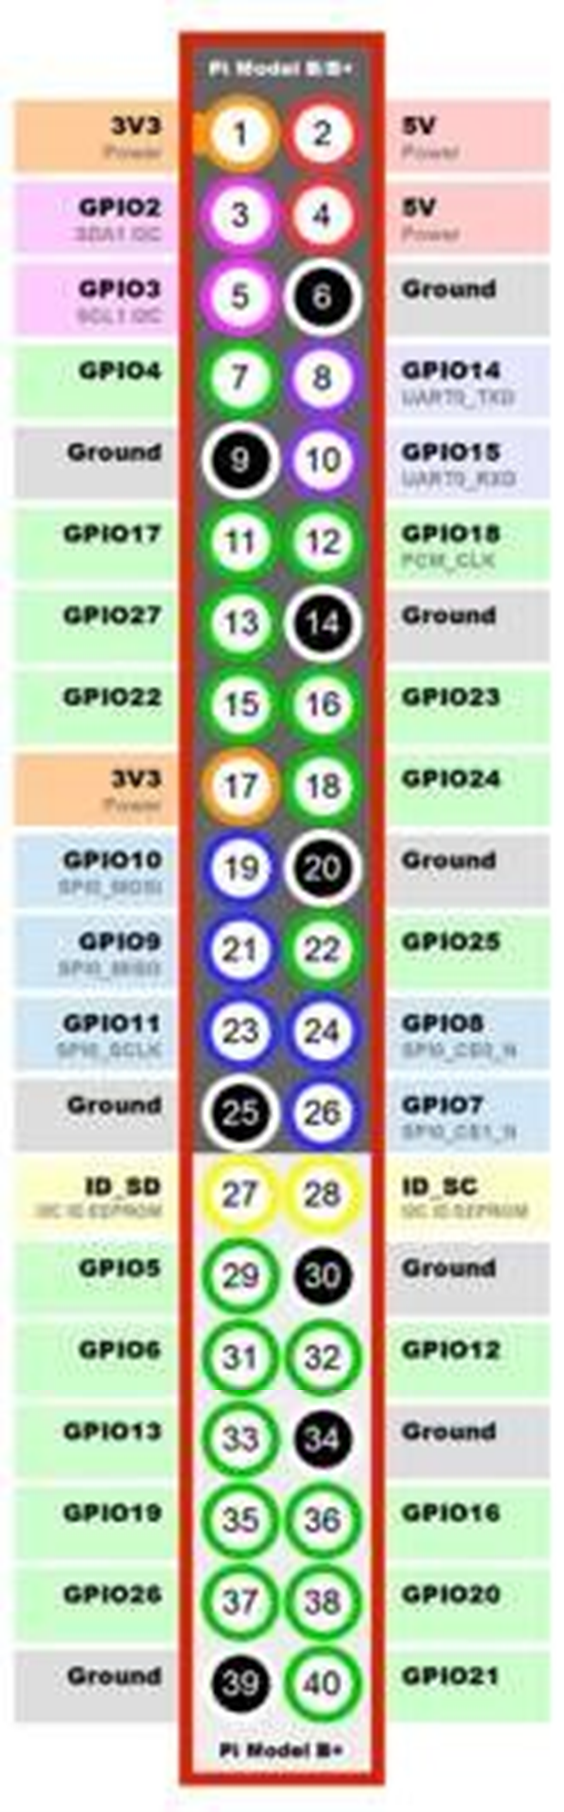 Pi Model B/B+
3V3
Power
1
2
5V
Power
GPIO2
SDA1 I2C
3
4
5V
Power
GPIO3
SCL1 I2C
5
6
Ground
GPIO4
7
8
GPIO14
UART0_TXD
Ground
9
10
GPIO15
UART0_RXD
GPIO17
11
12
GPIO18
PCM_CLK
GPIO27
13
14
Ground
GPIO22
15
16
GPIO23
3V3
Power
17
18
GPIO24
GPIO10
SPI0_MOSI
19
20
Ground
GPIO9
SPI0_MISO
21
22
GPIO25
GPIO11
SPI0_SCLK
23
24
GPIO8
SPI0_CE0_N
Ground
25
26
GPIO7
SPI0_CE1_N
ID_SD
I2C ID EEPROM
27
28
ID_SC
I2C ID EEPROM
GPIO5
29
30
Ground
GPIO6
31
32
GPIO12
GPIO13
33
34
Ground
GPIO19
35
36
GPIO16
GPIO26
37
38
GPIO20
Ground
39
40
GPIO21
Pi Model B+